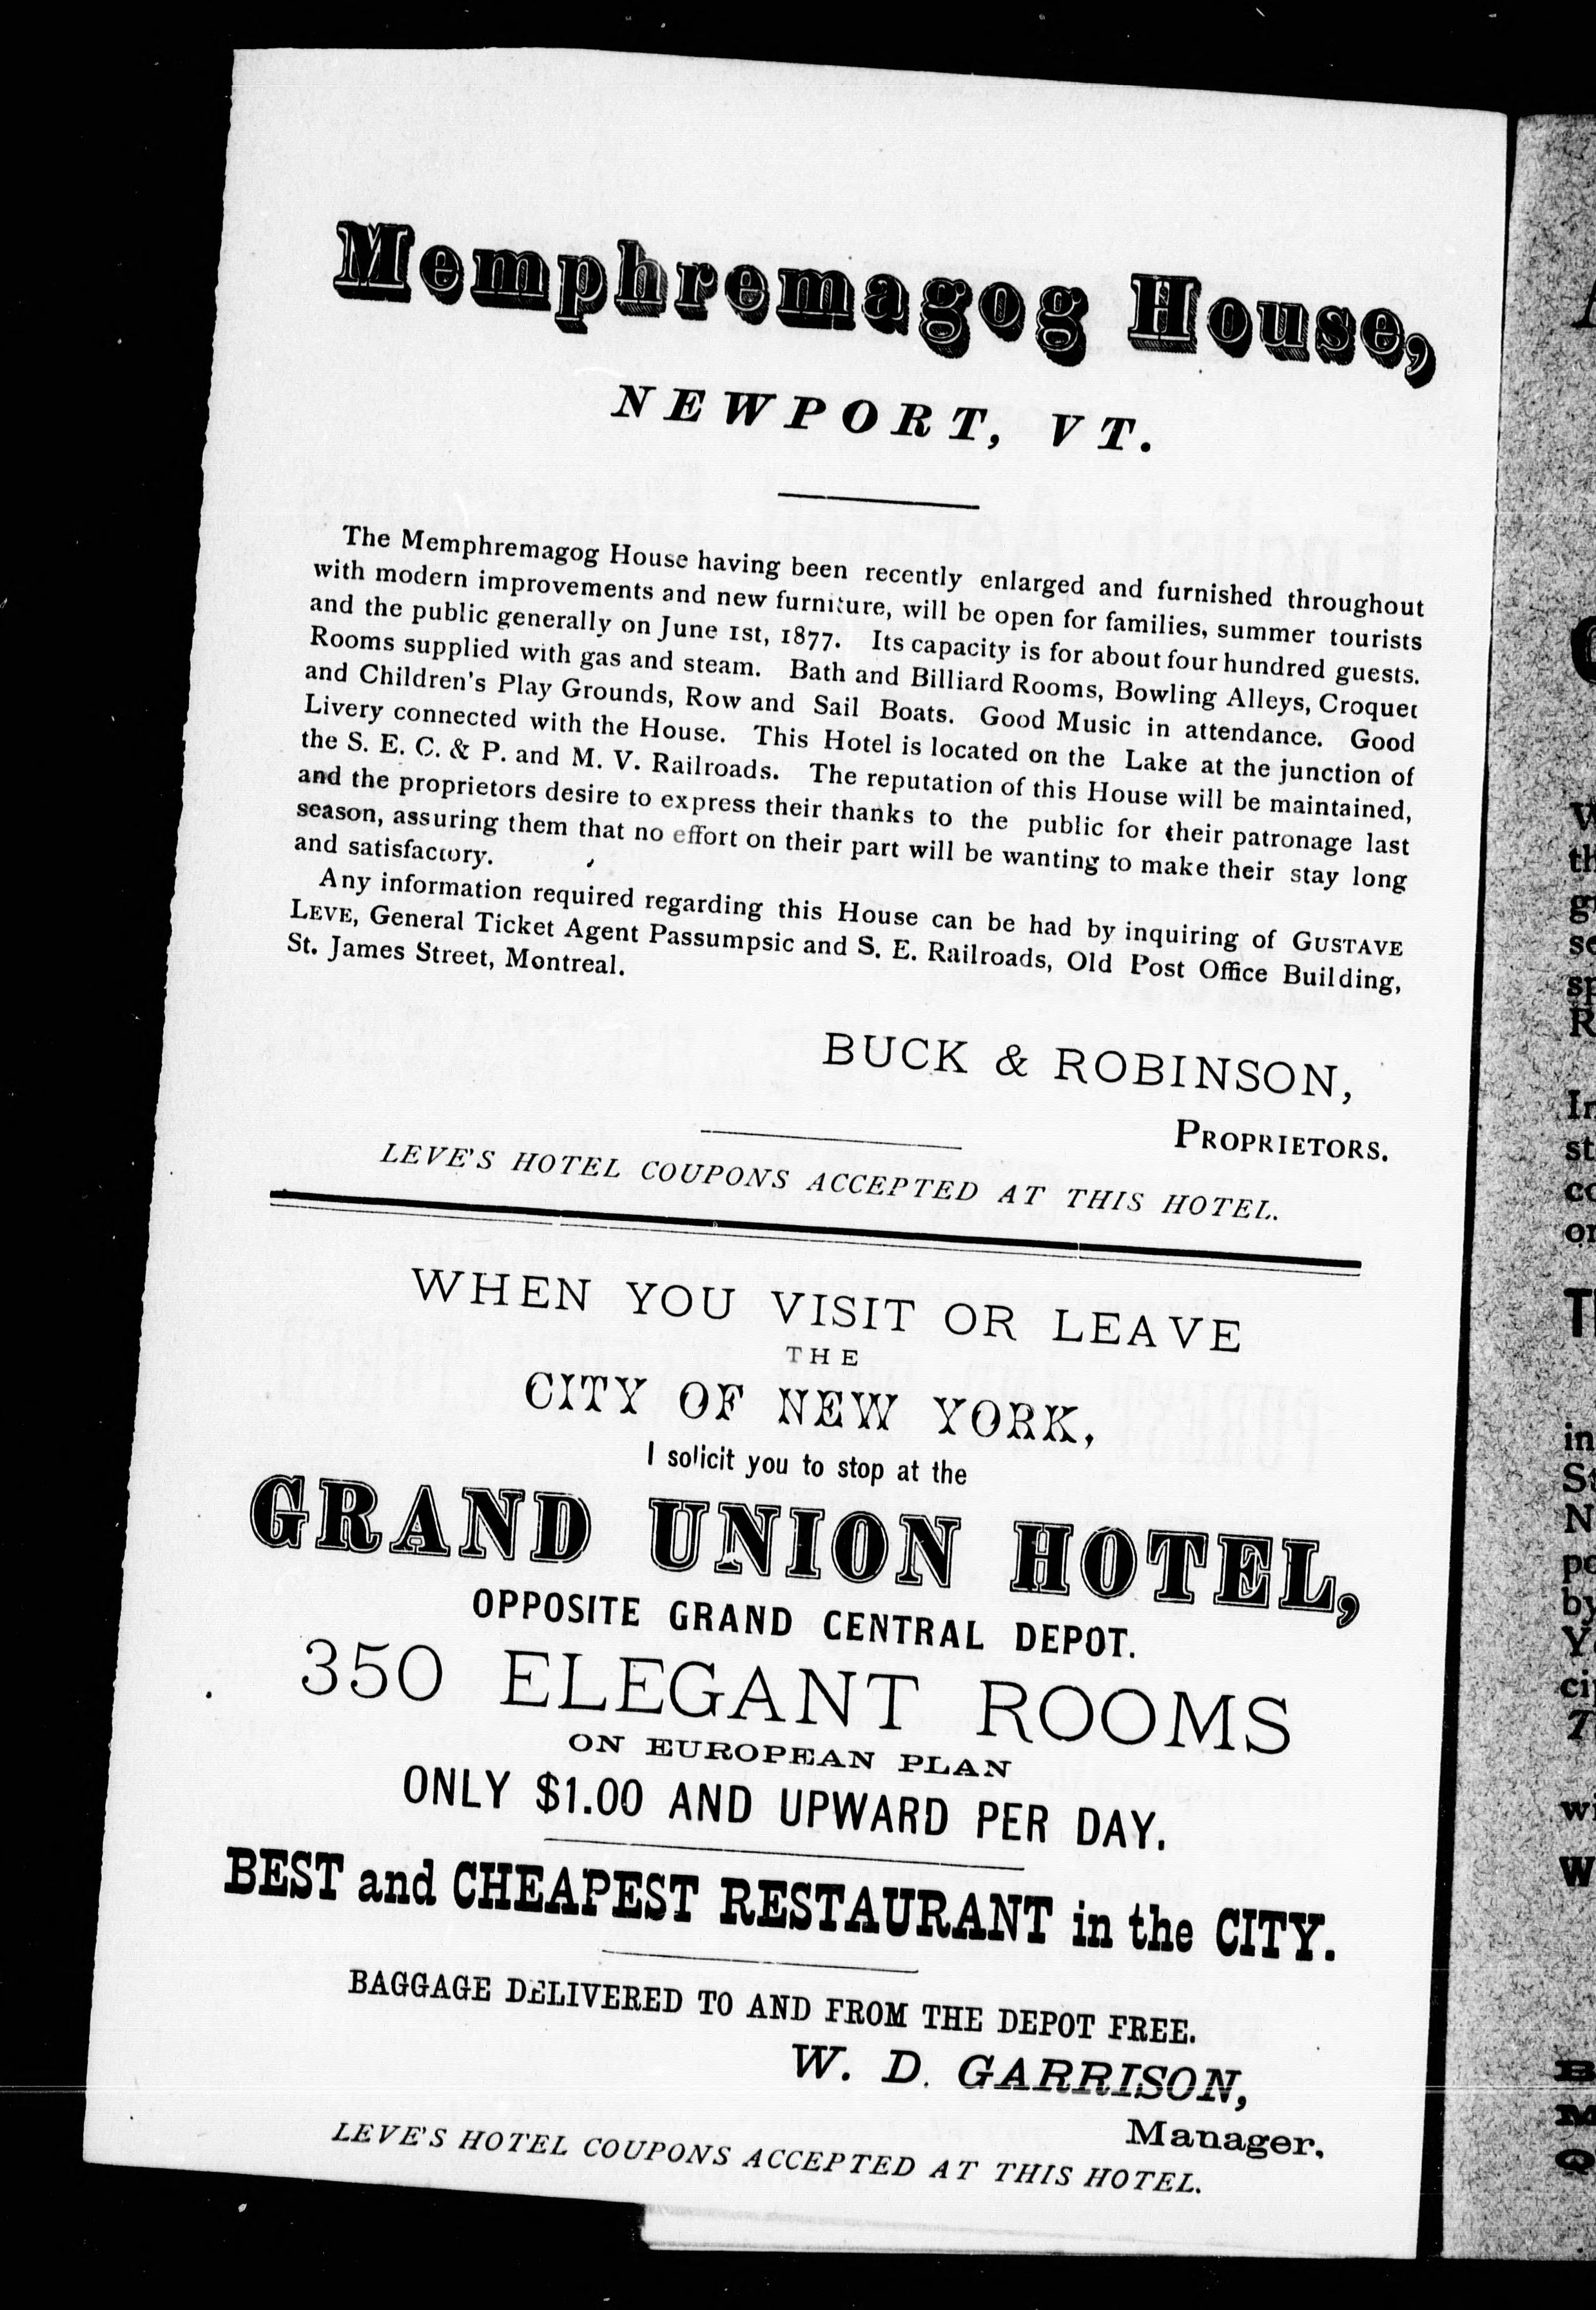 Memphremagog House,
NEWPORT, VT.
The Memphremagog House having been recently enlarged and furnished throughout
with modern improvements and new furniture, will be open for families, summer tourists
and the public generally on June 1st, 1877. Its capacity is for about four hundred guests.
Rooms supplied with gas and steam. Bath and Billiard Rooms, Bowling Alleys, Croquet
and Children's Play Grounds, Row and Sail Boats. Good Music in attendance. Good
Livery connected with the House. This Hotel is located on the Lake at the junction of
the S. E. C. & P. and M. V. Railroads. The reputation of this House will be maintained,
and the proprietors desire to express their thanks to the public for their patronage last
season, assuring them that no effort on their part will be wanting to make their stay long
and satisfactory.
Any information required regarding this House can be had by inquiring of GUSTAVE
LEVE, General Ticket Agent Passumpsic and S. E. Railroads, Old Post Office Building,
St. James Street, Montreal.
BUCK & ROBINSON,
PROPRIETORS.
LEVE'S HOTEL COUPONS ACCEPTED AT THIS HOTEL.
WHEN YOU VISIT OR LEAVE
THE
CITY OF NEW YORK,
I solicit you to stop at the
GRAND UNION HOTEL,
OPPOSITE GRAND CENTRAL DEPOT.
350 ELEGANT ROOMS
ON EUROPEAN PLAN
ONLY $1.00 AND UPWARD PER DAY.
BEST and CHEAPEST RESTAURANT in the CITY.
BAGGAGE DELIVERED TO AND FROM THE DEPOT FREE.
W. D. GARRISON,
Manager.
LEVE'S HOTEL COUPONS ACCEPTED AT THIS HOTEL.